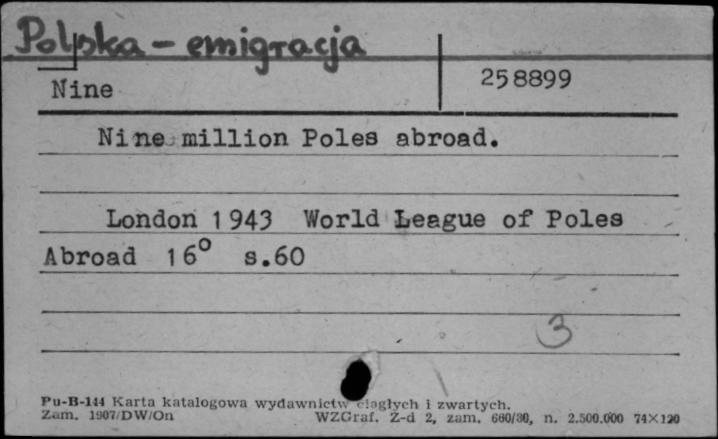 Polska - emigracja
Nine 258899
Nine million Poles abroad.
London 1943 World League of Poles
Abroad 16° s.60
3
Pu-B-144 Karta katalogowa wydawnictw ciągłych i zwartych.
Zam. 1907/DW/On WZGraf. Z-d 2, zam. 660/80, n. 2.500.000 74×120